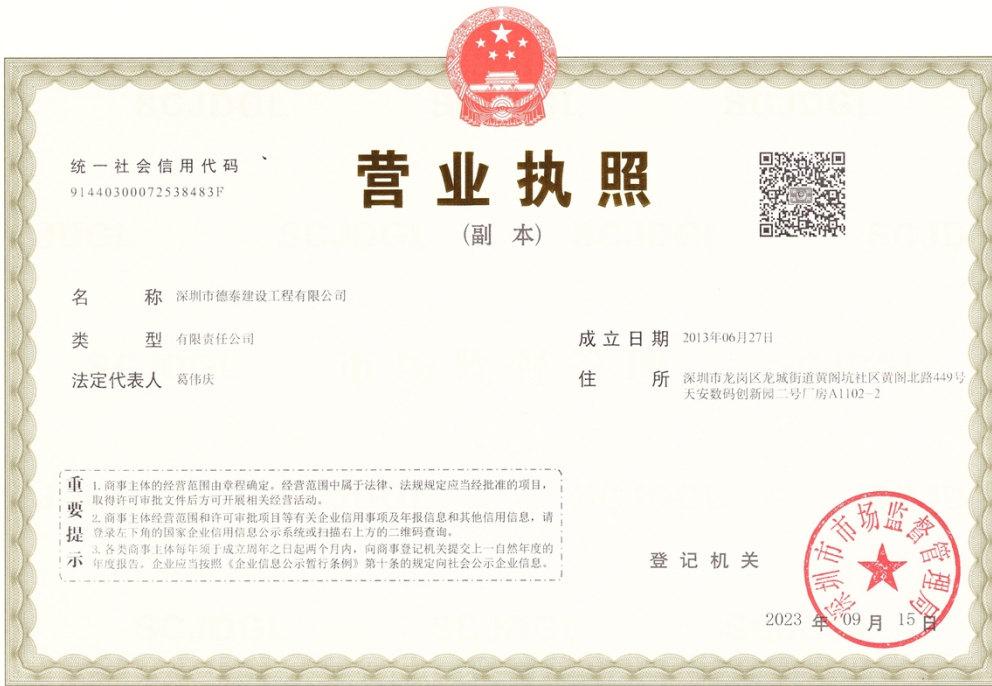 统一社会信用代码
91440300072538483F
营业执照
(副 本)
名 称 深圳市德泰建设工程有限公司
类 型 有限责任公司
法定代表人 葛伟庆
成立日期 2013年06月27日
住 所 深圳市龙岗区龙城街道黄阁坑社区黄阁北路449号
天安数码创新园二号厂房A1102-2
重要提示
1. 商事主体的经营范围由章程确定。经营范围中属于法律、法规规定应当经批准的项目,
取得许可审批文件后方可开展相关经营活动。
2. 商事主体经营范围和许可审批项目等有关企业信用事项及年报信息和其他信用信息,请
登录左下角的国家企业信用信息公示系统或扫描右上方的二维码查询。
3. 各类商事主体每年须于成立周年之日起两个月内,向商事登记机关提交上一自然年度的
年度报告。企业应当按照《企业信息公示暂行条例》第十条的规定向社会公示企业信息。
登记机关
深圳市市场监督管理局
2023 年 09 月 15 日